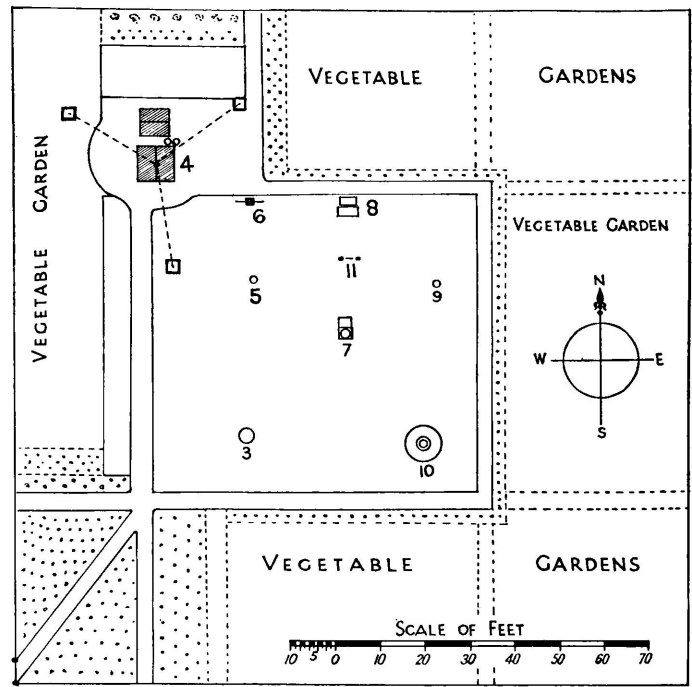 VEGETABLE GARDENS
VEGETABLE GARDEN
4
6
8
VEGETABLE GARDEN
11
5
9
N
7
W E
S
3
10
VEGETABLE GARDENS
SCALE OF FEET
10 5 0 10 20 30 40 50 60 70